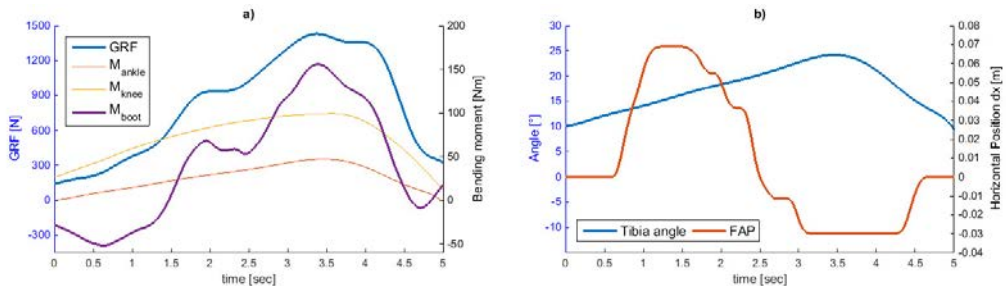 a)
GRF [N]
1500
1200
900
600
300
0
-300
GRF
M_ankle
M_knee
M_boot
200
150
100
50
0
-50
Bending moment [Nm]
0 0.5 1 1.5 2 2.5 3 3.5 4 4.5 5
time [sec]
b)
Angle [°]
30
25
20
15
10
5
0
-5
-10
Tibia angle FAP
0.08
0.07
0.06
0.05
0.04
0.03
0.02
0.01
0
-0.01
-0.02
-0.03
-0.04
Horizontal Position dx [m]
0 0.5 1 1.5 2 2.5 3 3.5 4 4.5 5
time [sec]